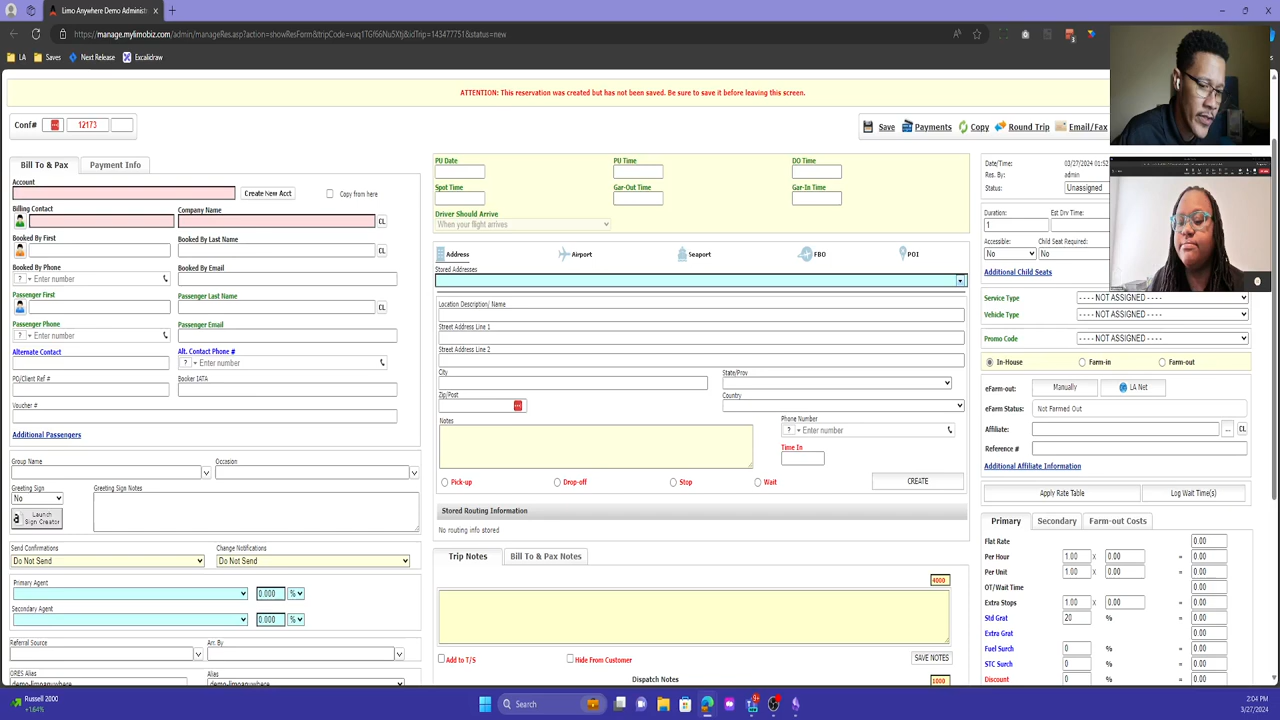 Limo Anywhere Demo Administrat
https://manage.mylimobiz.com/admin/manageRes.asp?action=showResForm&tripCode=vaq1TGf66Nu5Xtj&idTrip=143477751&status=new
LA
Saves
Next Release
Excalidraw
ATTENTION: This reservation was created but has not been saved. Be sure to save it before leaving this screen.
Conf# 12173
Save
Payments
Copy
Round Trip
Email/Fax
Bill To & Pax
Payment Info
Account
Create New Acct
Copy from here
Billing Contact
Company Name
CL
Booked By First
Booked By Last Name
CL
Booked By Phone
Booked By Email
? Enter number
Passenger First
Passenger Last Name
CL
Passenger Phone
Passenger Email
? Enter number
Alternate Contact
Alt. Contact Phone #
? Enter number
PO/Client Ref #
Booker IATA
Voucher #
Additional Passengers
Group Name
Occasion
Greeting Sign
Greeting Sign Notes
No
Launch
Sign Creator
Send Confirmations
Change Notifications
Do Not Send
Do Not Send
Primary Agent
0.000 %
Secondary Agent
0.000 %
Referral Source
Arr. By
ORES Alias
demo-limoanywhere
demo-limoanywhere
PU Date
PU Time
DO Time
Spot Time
Gar-Out Time
Gar-In Time
Driver Should Arrive
When your flight arrives
Address
Airport
Seaport
FBO
POI
Stored Addresses
Location Description/ Name
Street Address Line 1
Street Address Line 2
City
State/Prov
Zip/Post
Country
Notes
Phone Number
? Enter number
Time In
Pick-up
Drop-off
Stop
Wait
CREATE
Stored Routing Information
No routing info stored
Trip Notes
Bill To & Pax Notes
4000
Add to T/S
Hide From Customer
SAVE NOTES
Dispatch Notes
1000
Date/Time: 03/27/2024 01:52
Res. By: admin
Status: Unassigned
Duration:
Est Drv Time:
1
Accessible:
Child Seat Required:
No
No
Additional Child Seats
Service Type - - - - NOT ASSIGNED - - - -
Vehicle Type - - - - NOT ASSIGNED - - - -
Promo Code - - - - NOT ASSIGNED - - - -
In-House
Farm-in
Farm-out
eFarm-out: Manually LA Net
eFarm Status: Not Farmed Out
Affiliate: ... CL
Reference #
Additional Affiliate Information
Apply Rate Table
Log Wait Time(s)
Primary
Secondary
Farm-out Costs
Flat Rate 0.00
Per Hour 1.00 X 0.00 = 0.00
Per Unit 1.00 X 0.00 = 0.00
OT/Wait Time 0.00
Extra Stops 1.00 X 0.00 = 0.00
Std Grat 20 % = 0.00
Extra Grat 0.00
Fuel Surch 0 % = 0.00
STC Surch 0 % = 0.00
Discount 0 % = 0.00
Russell 2000
+1.64%
Search
2:04 PM
3/27/2024